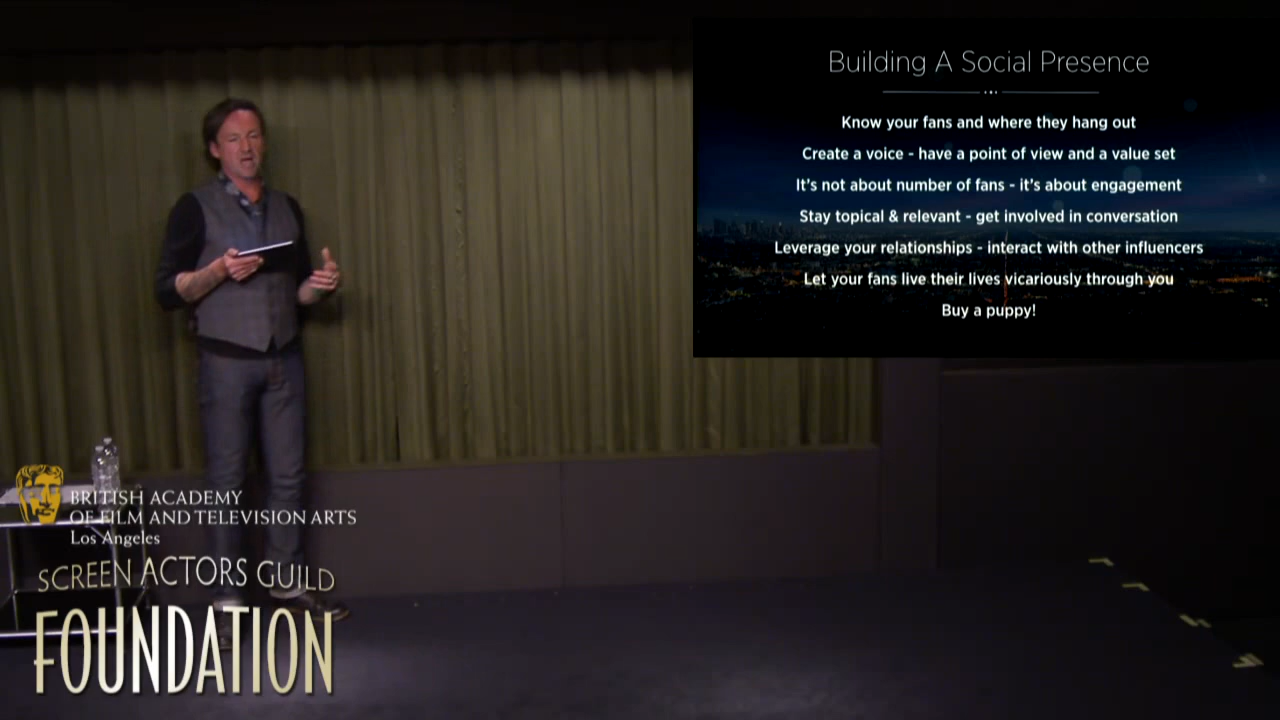 Building A Social Presence
Know your fans and where they hang out
Create a voice - have a point of view and a value set
It's not about number of fans - it's about engagement
Stay topical & relevant - get involved in conversation
Leverage your relationships - interact with other influencers
Let your fans live their lives vicariously through you
Buy a puppy!
BRITISH ACADEMY
OF FILM AND TELEVISION ARTS
Los Angeles
SCREEN ACTORS GUILD
FOUNDATION